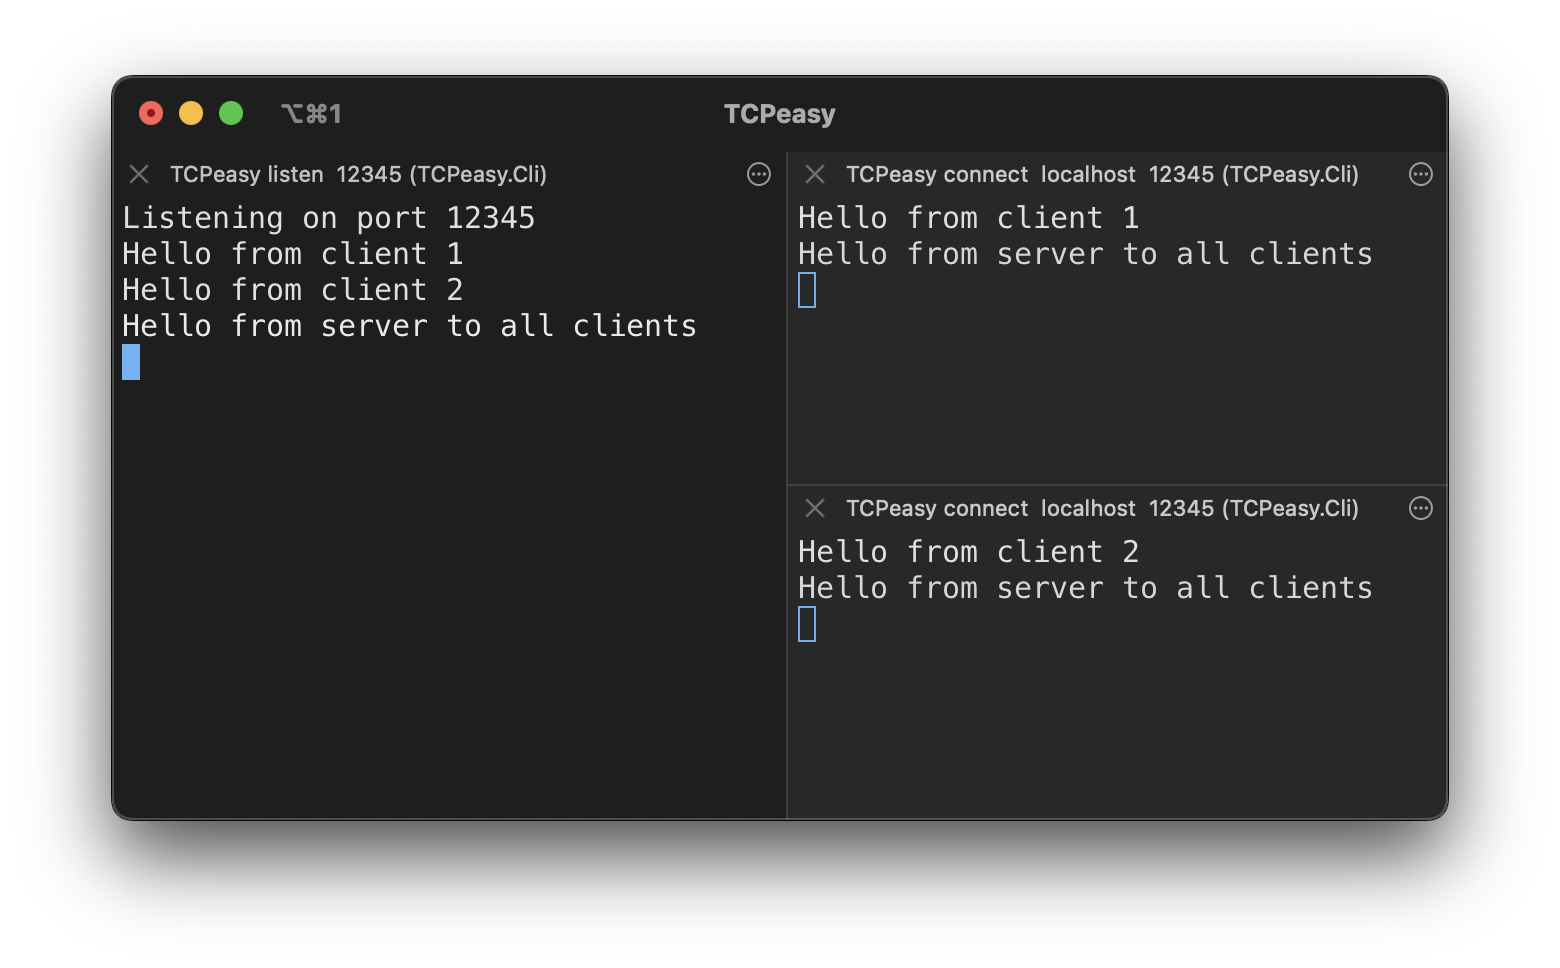 ⌥⌘1
TCPeasy
TCPeasy listen  12345 (TCPeasy.Cli)
Listening on port 12345
Hello from client 1
Hello from client 2
Hello from server to all clients
TCPeasy connect  localhost  12345 (TCPeasy.Cli)
Hello from client 1
Hello from server to all clients
TCPeasy connect  localhost  12345 (TCPeasy.Cli)
Hello from client 2
Hello from server to all clients